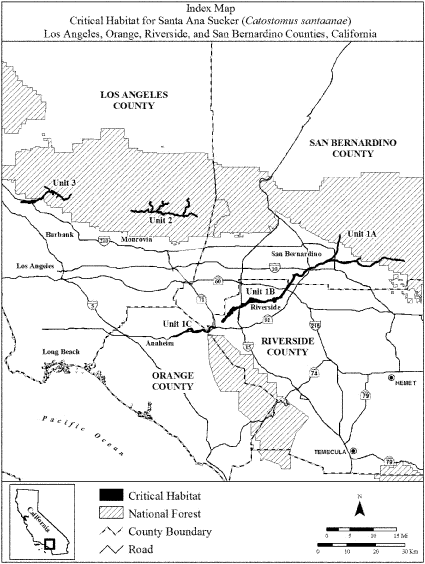 Index Map
Critical Habitat for Santa Ana Sucker (Catostomus santaanae)
Los Angeles, Orange, Riverside, and San Bernardino Counties, California
LOS ANGELES
COUNTY
SAN BERNARDINO
COUNTY
Unit 3
Unit 2
Unit 1A
Burbank
210
Monrovia
San Bernardino
Los Angeles
10
60
Unit 1B
Riverside
71
5
91
215
Unit 1C
Anaheim
15
RIVERSIDE
COUNTY
Long Beach
ORANGE
COUNTY
74
HEMET
79
Pacific Ocean
TEMECULA
79
California
Critical Habitat
National Forest
County Boundary
Road
N
0 5 10 15 Mi
0 10 20 30 Km